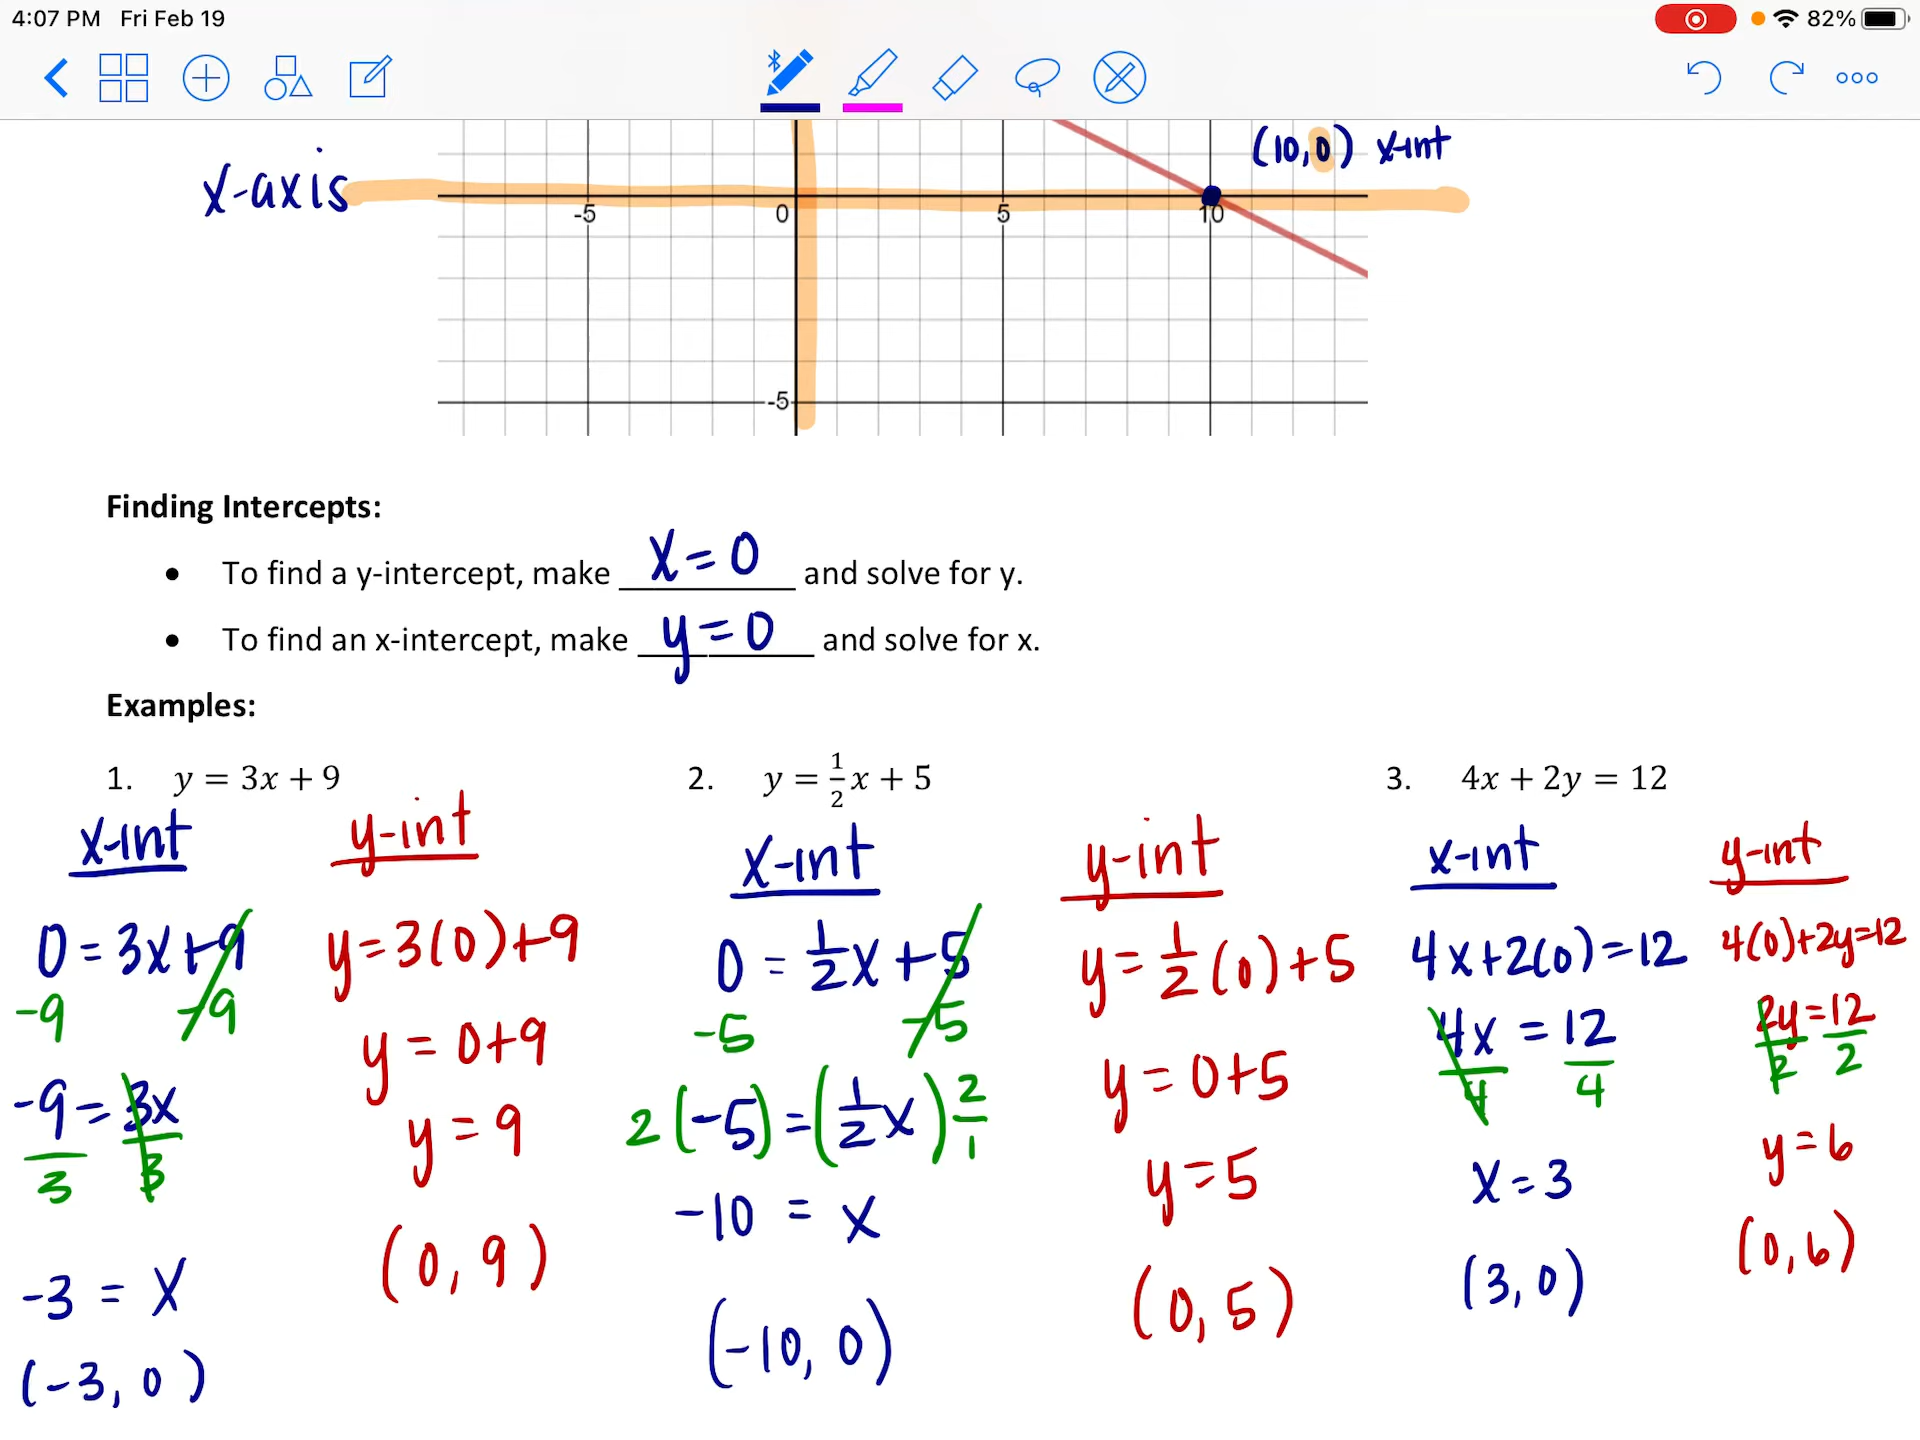 4:07 PM Fri Feb 19
82%
(10,0) x-int
x-axis
-5 0 5 10
-5
Finding Intercepts:
• To find a y-intercept, make x=0 and solve for y.
• To find an x-intercept, make y=0 and solve for x.
Examples:
1. y = 3x + 9
x-int
0 = 3x+9
-9 -9
-9 = 3x
3 3
-3 = x
(-3, 0)
y-int
y=3(0)+9
y = 0+9
y = 9
(0, 9)
2. y = 1/2 x + 5
x-int
0 = 1/2 x + 5
-5 -5
2(-5) = (1/2 x) 2/1
-10 = x
(-10, 0)
y-int
y = 1/2 (0)+5
y = 0+5
y = 5
(0, 5)
3. 4x + 2y = 12
x-int
4x+2(0)=12
4x = 12
4 4
x = 3
(3, 0)
y-int
4(0)+2y=12
2y = 12
2 2
y = 6
(0, 6)